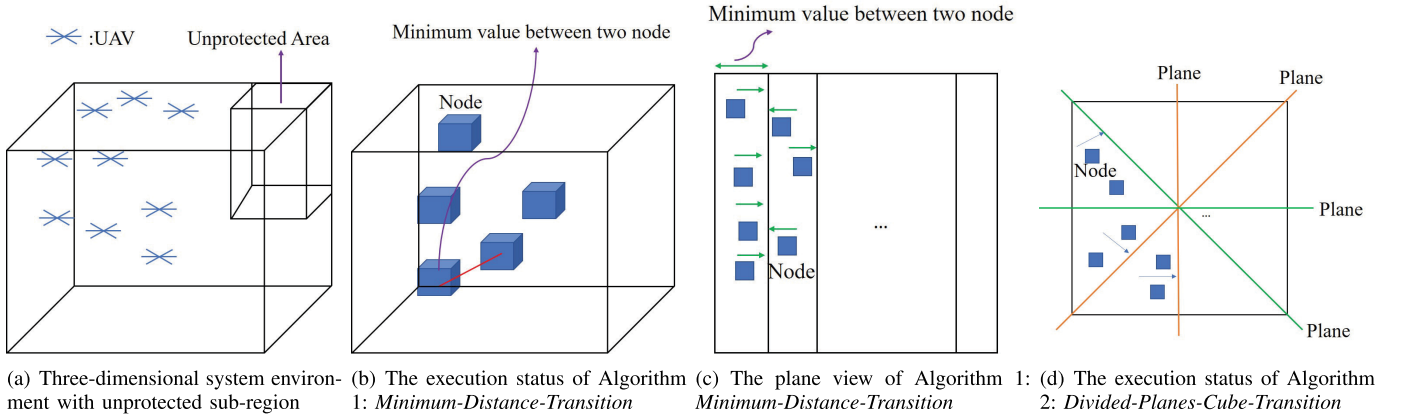 :UAV
Unprotected Area
Minimum value between two node
Node
Minimum value between two node
Node
...
Plane
Plane
Node
Plane
...
Plane
(a) Three-dimensional system environ-
ment with unprotected sub-region
(b) The execution status of Algorithm
1: Minimum-Distance-Transition
(c) The plane view of Algorithm 1:
Minimum-Distance-Transition
(d) The execution status of Algorithm
2: Divided-Planes-Cube-Transition